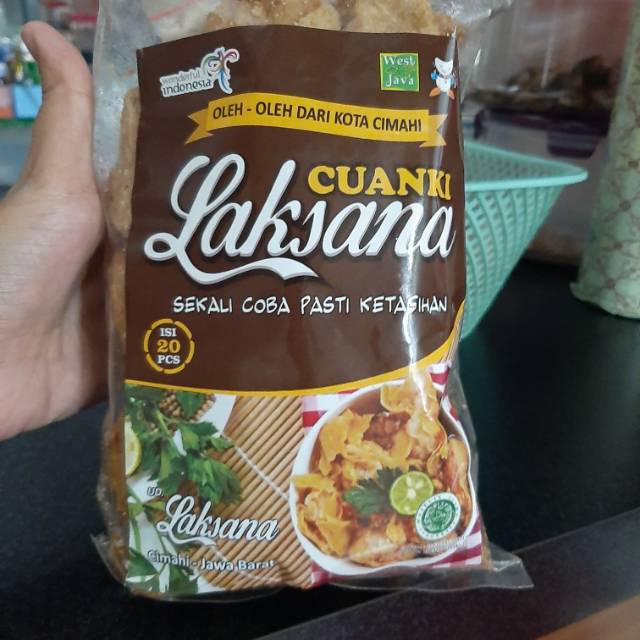 wonderful
indonesia
West
Java
OLEH - OLEH DARI KOTA CIMAHI
CUANKI
Laksana
SEKALI COBA PASTI KETAGIHAN
ISI
20
PCS
UD.
Laksana
Cimahi - Jawa Barat